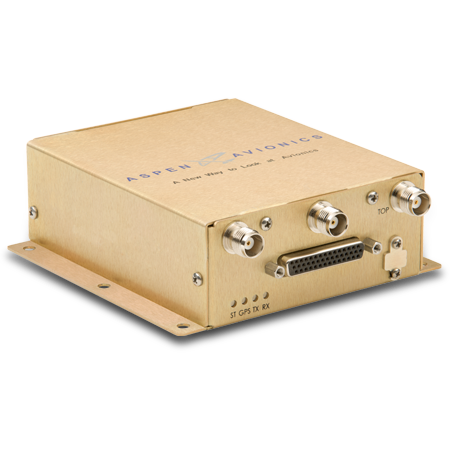 ASPEN AVIONICS
A New Way to Look at Avionics
TOP
ST GPS TX RX